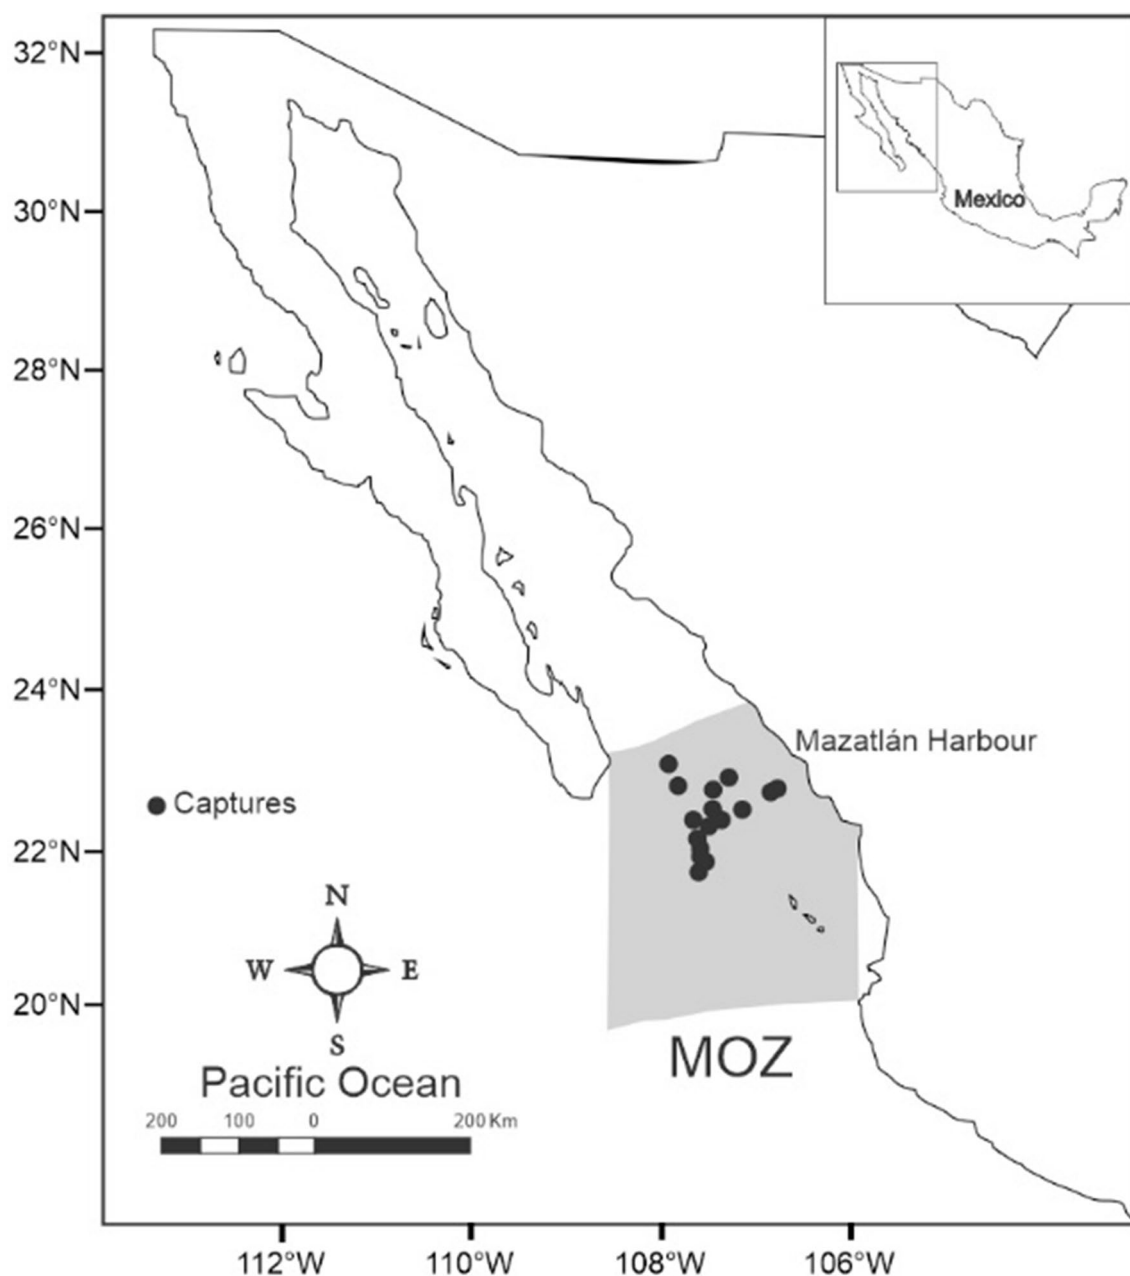 32°N
30°N
28°N
26°N
24°N
22°N
20°N
Mexico
Mazatlán Harbour
Captures
N
W E
S
MOZ
Pacific Ocean
200 100 0 200 Km
112°W 110°W 108°W 106°W